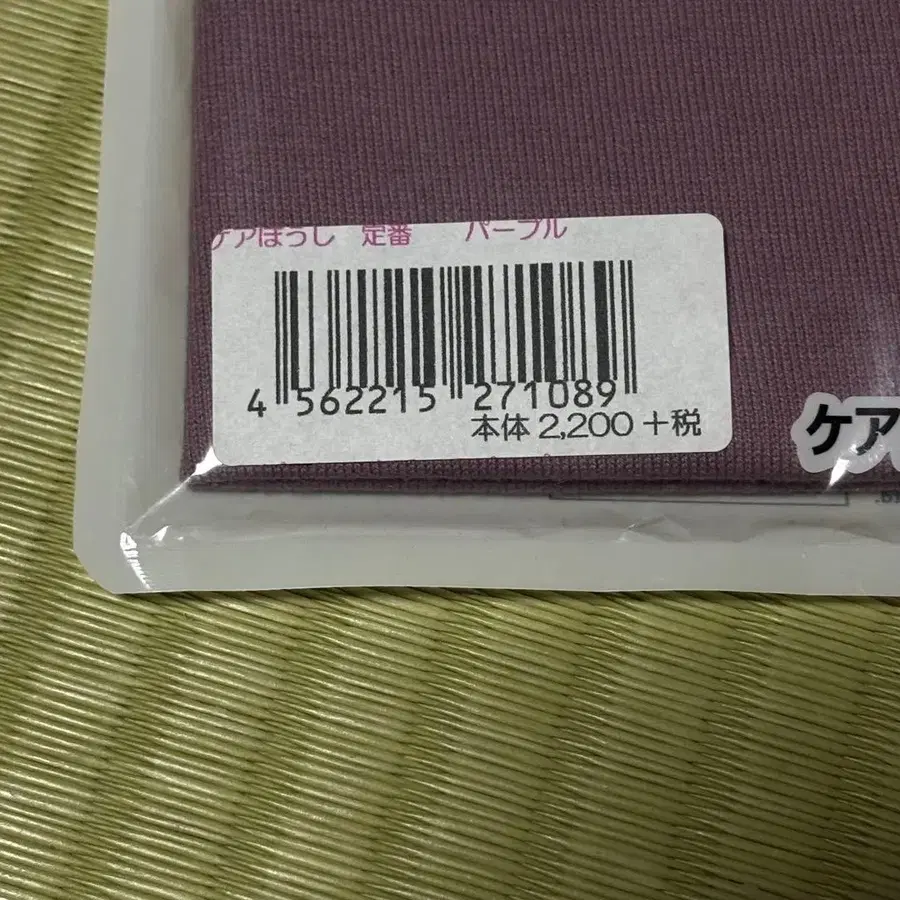 ケアぼうし 定番 パープル
4 562215 271089
本体 2,200 +税
ケア